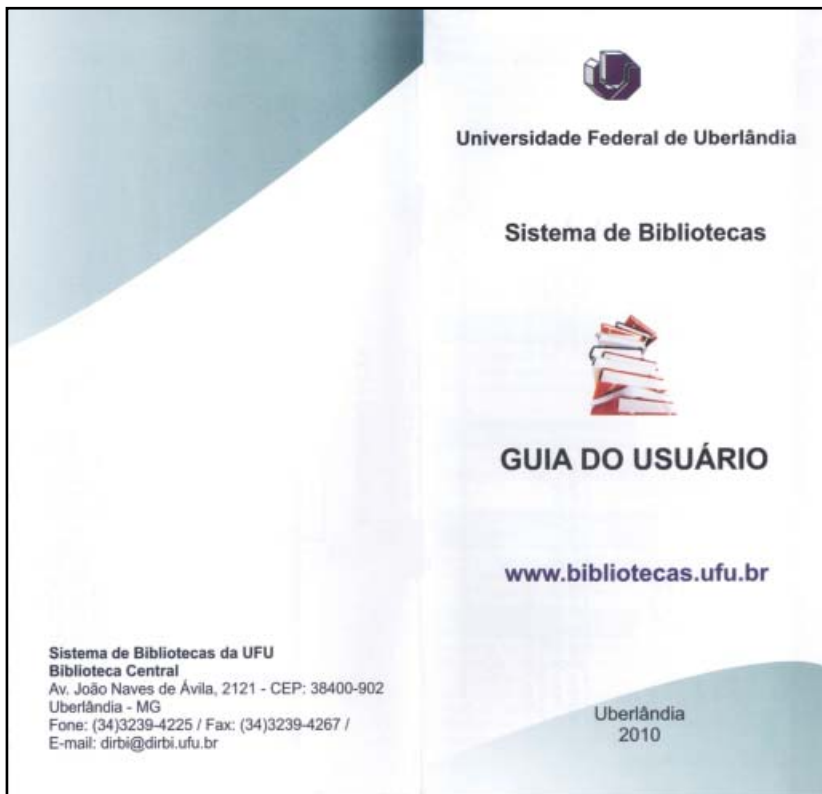 Universidade Federal de Uberlândia
Sistema de Bibliotecas
GUIA DO USUÁRIO
www.bibliotecas.ufu.br
Uberlândia
2010
Sistema de Bibliotecas da UFU
Biblioteca Central
Av. João Naves de Ávila, 2121 - CEP: 38400-902
Uberlândia - MG
Fone: (34)3239-4225 / Fax: (34)3239-4267 /
E-mail: dirbi@dirbi.ufu.br